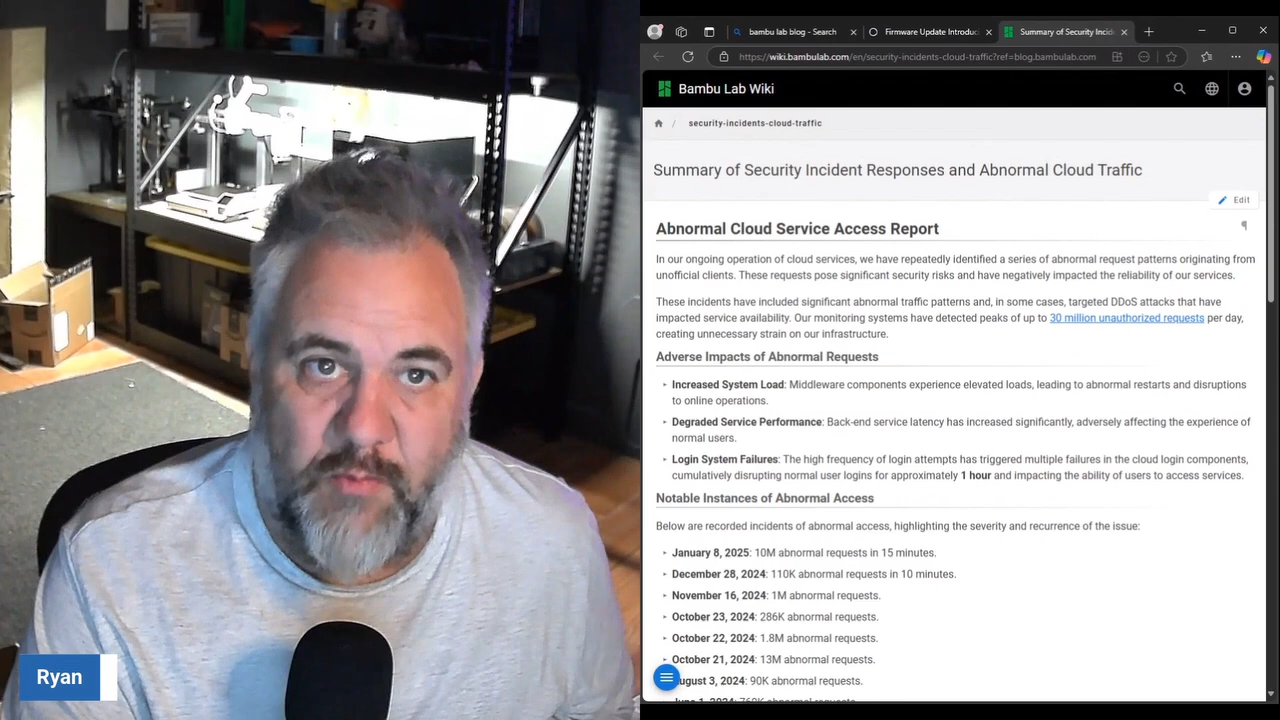 Ryan
bambu lab blog - Search
Firmware Update Introduc
Summary of Security Incid
https://wiki.bambulab.com/en/security-incidents-cloud-traffic?ref=blog.bambulab.com
Bambu Lab Wiki
/ security-incidents-cloud-traffic
Summary of Security Incident Responses and Abnormal Cloud Traffic
Edit
Abnormal Cloud Service Access Report
¶
In our ongoing operation of cloud services, we have repeatedly identified a series of abnormal request patterns originating from
unofficial clients. These requests pose significant security risks and have negatively impacted the reliability of our services.
These incidents have included significant abnormal traffic patterns and, in some cases, targeted DDoS attacks that have
impacted service availability. Our monitoring systems have detected peaks of up to 30 million unauthorized requests per day,
creating unnecessary strain on our infrastructure.
Adverse Impacts of Abnormal Requests
Increased System Load: Middleware components experience elevated loads, leading to abnormal restarts and disruptions
to online operations.
Degraded Service Performance: Back-end service latency has increased significantly, adversely affecting the experience of
normal users.
Login System Failures: The high frequency of login attempts has triggered multiple failures in the cloud login components,
cumulatively disrupting normal user logins for approximately 1 hour and impacting the ability of users to access services.
Notable Instances of Abnormal Access
Below are recorded incidents of abnormal access, highlighting the severity and recurrence of the issue:
January 8, 2025: 10M abnormal requests in 15 minutes.
December 28, 2024: 110K abnormal requests in 10 minutes.
November 16, 2024: 1M abnormal requests.
October 23, 2024: 286K abnormal requests.
October 22, 2024: 1.8M abnormal requests.
October 21, 2024: 13M abnormal requests.
ugust 3, 2024: 90K abnormal requests.